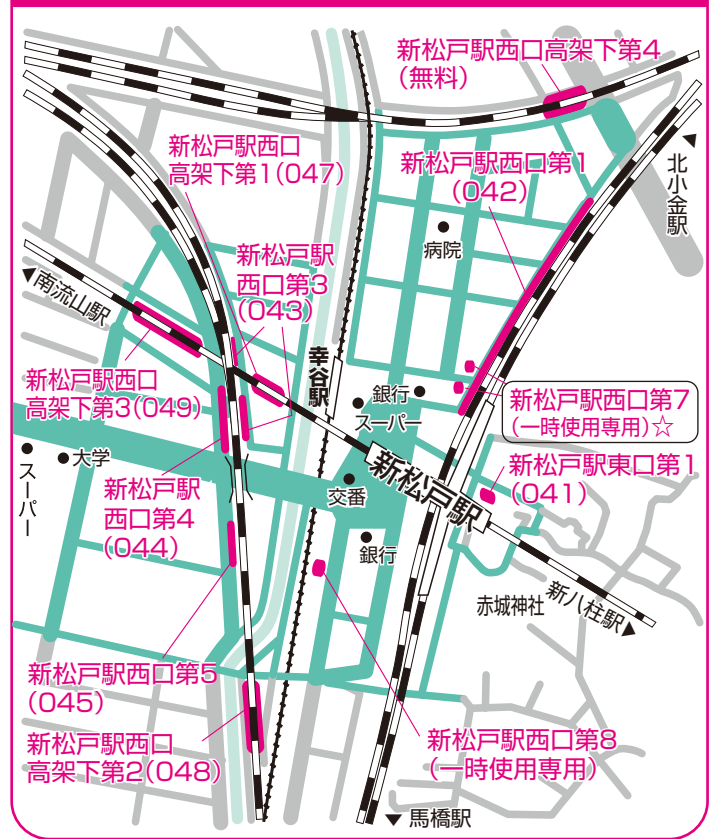 新松戸駅西口高架下第4
(無料)
新松戸駅西口
高架下第1(047)
新松戸駅西口第1
(042)
北小金駅
病院
新松戸駅
西口第3
(043)
南流山駅
幸谷駅
新松戸駅西口
高架下第3(049)
銀行
スーパー
新松戸駅西口第7
(一時使用専用)☆
新松戸駅
新松戸駅東口第1
(041)
スーパー
大学
新松戸駅
西口第4
(044)
交番
銀行
赤城神社
新八柱駅
新松戸駅西口第5
(045)
新松戸駅西口
高架下第2(048)
新松戸駅西口第8
(一時使用専用)
馬橋駅